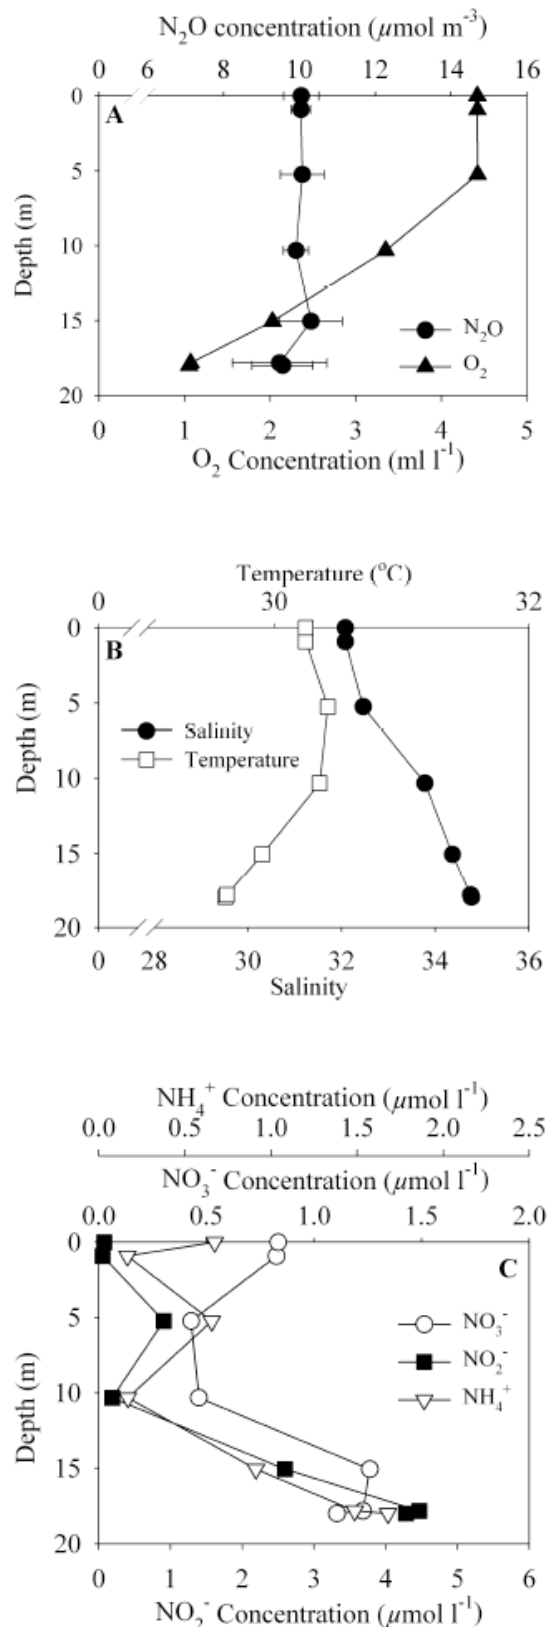 N₂O concentration (µmol m⁻³)
0 6 8 10 12 14 16
A
0
5
10
15
20
Depth (m)
N₂O
O₂
0 1 2 3 4 5
O₂ Concentration (ml l⁻¹)
Temperature (°C)
0 30 32
B
0
5
10
15
20
Depth (m)
Salinity
Temperature
0 28 30 32 34 36
Salinity
NH₄⁺ Concentration (µmol l⁻¹)
0.0 0.5 1.0 1.5 2.0 2.5
NO₃⁻ Concentration (µmol l⁻¹)
0.0 0.5 1.0 1.5 2.0
C
0
5
10
15
20
Depth (m)
NO₃⁻
NO₂⁻
NH₄⁺
0 1 2 3 4 5 6
NO₂⁻ Concentration (µmol l⁻¹)